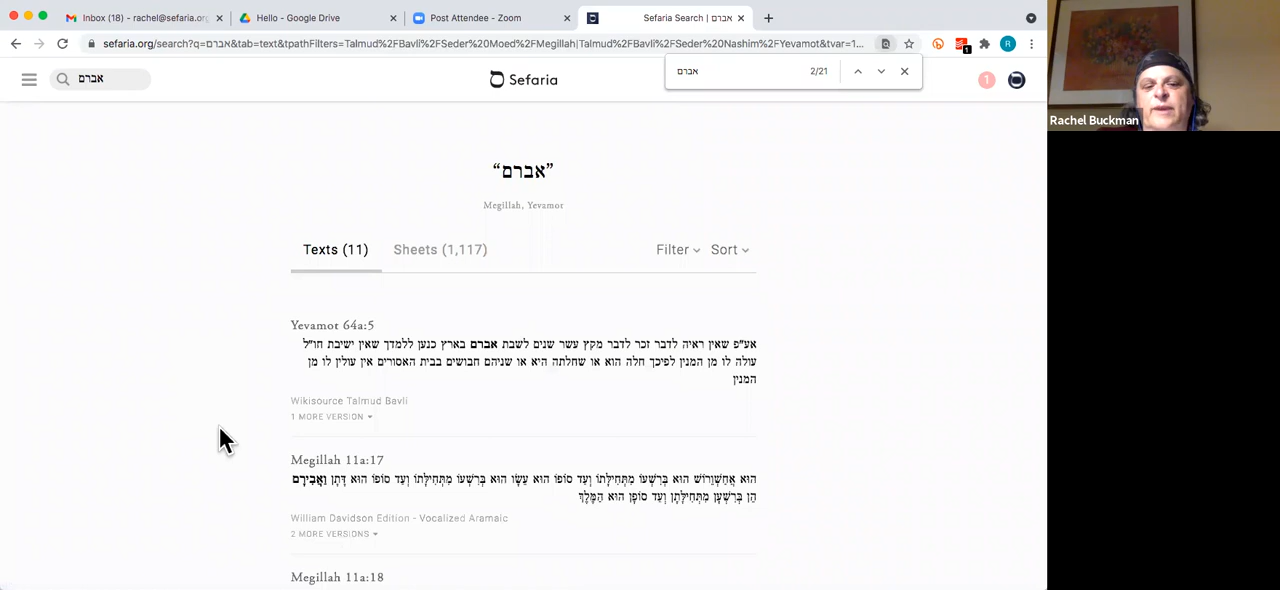 Inbox (18) - rachel@sefaria.org
Hello - Google Drive
Post Attendee - Zoom
Sefaria Search | אברם
sefaria.org/search?q=אברם&tab=text&tpathFilters=Talmud%2FBavli%2FSeder%20Moed%2FMegillah|Talmud%2FBavli%2FSeder%20Nashim%2FYevamot&tvar=1...
1
R
אברם
2/21
אברם
Sefaria
1
Rachel Buckman
“אברם”
Megillah, Yevamot
Texts (11)
Sheets (1,117)
Filter
Sort
Yevamot 64a:5
אע"פ שאין ראיה לדבר זכר לדבר מקץ עשר שנים לשבת אברם בארץ כנען ללמדך שאין ישיבת חו"ל
עולה לו מן המנין לפיכך חלה הוא או שחלתה היא או שניהם חבושים בבית האסורים אין עולין לו מן
המנין
Wikisource Talmud Bavli
1 MORE VERSION
Megillah 11a:17
הוּא אֲחַשְׁוֵרוֹשׁ הוּא בְּרִשְׁעוֹ מִתְּחִילָּתוֹ וְעַד סוֹפוֹ הוּא עֵשָׂו הוּא בְּרִשְׁעוֹ מִתְּחִילָּתוֹ וְעַד סוֹפוֹ הוּא דָּתָן וַאֲבִירָם
הֵן בְּרִשְׁעָן מִתְּחִילָּתָן וְעַד סוֹפָן הוּא הַמֶּלֶךְ
William Davidson Edition - Vocalized Aramaic
2 MORE VERSIONS
Megillah 11a:18